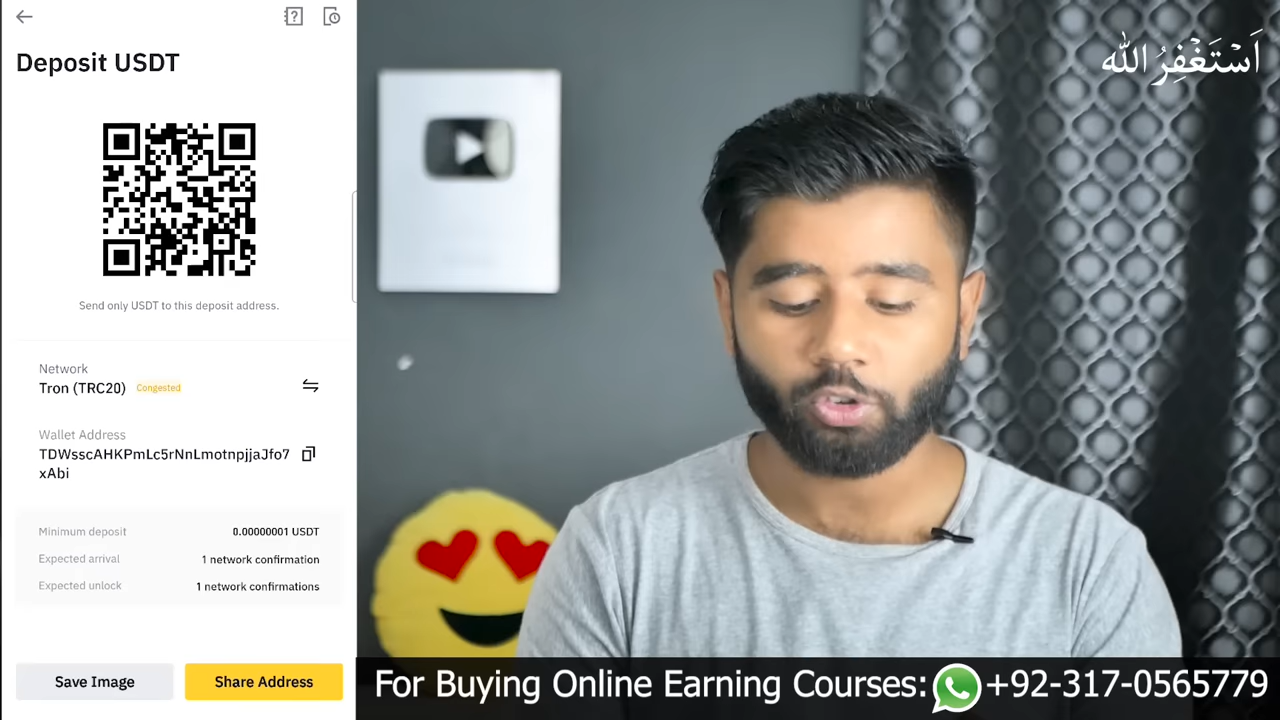 Deposit USDT
Send only USDT to this deposit address.
Network
Tron (TRC20) Congested
Wallet Address
TDWsscAHKPmLc5rNnLmotnpjjaJfo7
xAbi
Minimum deposit 0.00000001 USDT
Expected arrival 1 network confirmation
Expected unlock 1 network confirmations
Save Image Share Address
اَسْتَغْفِرُ اللّٰه
For Buying Online Earning Courses: +92-317-0565779